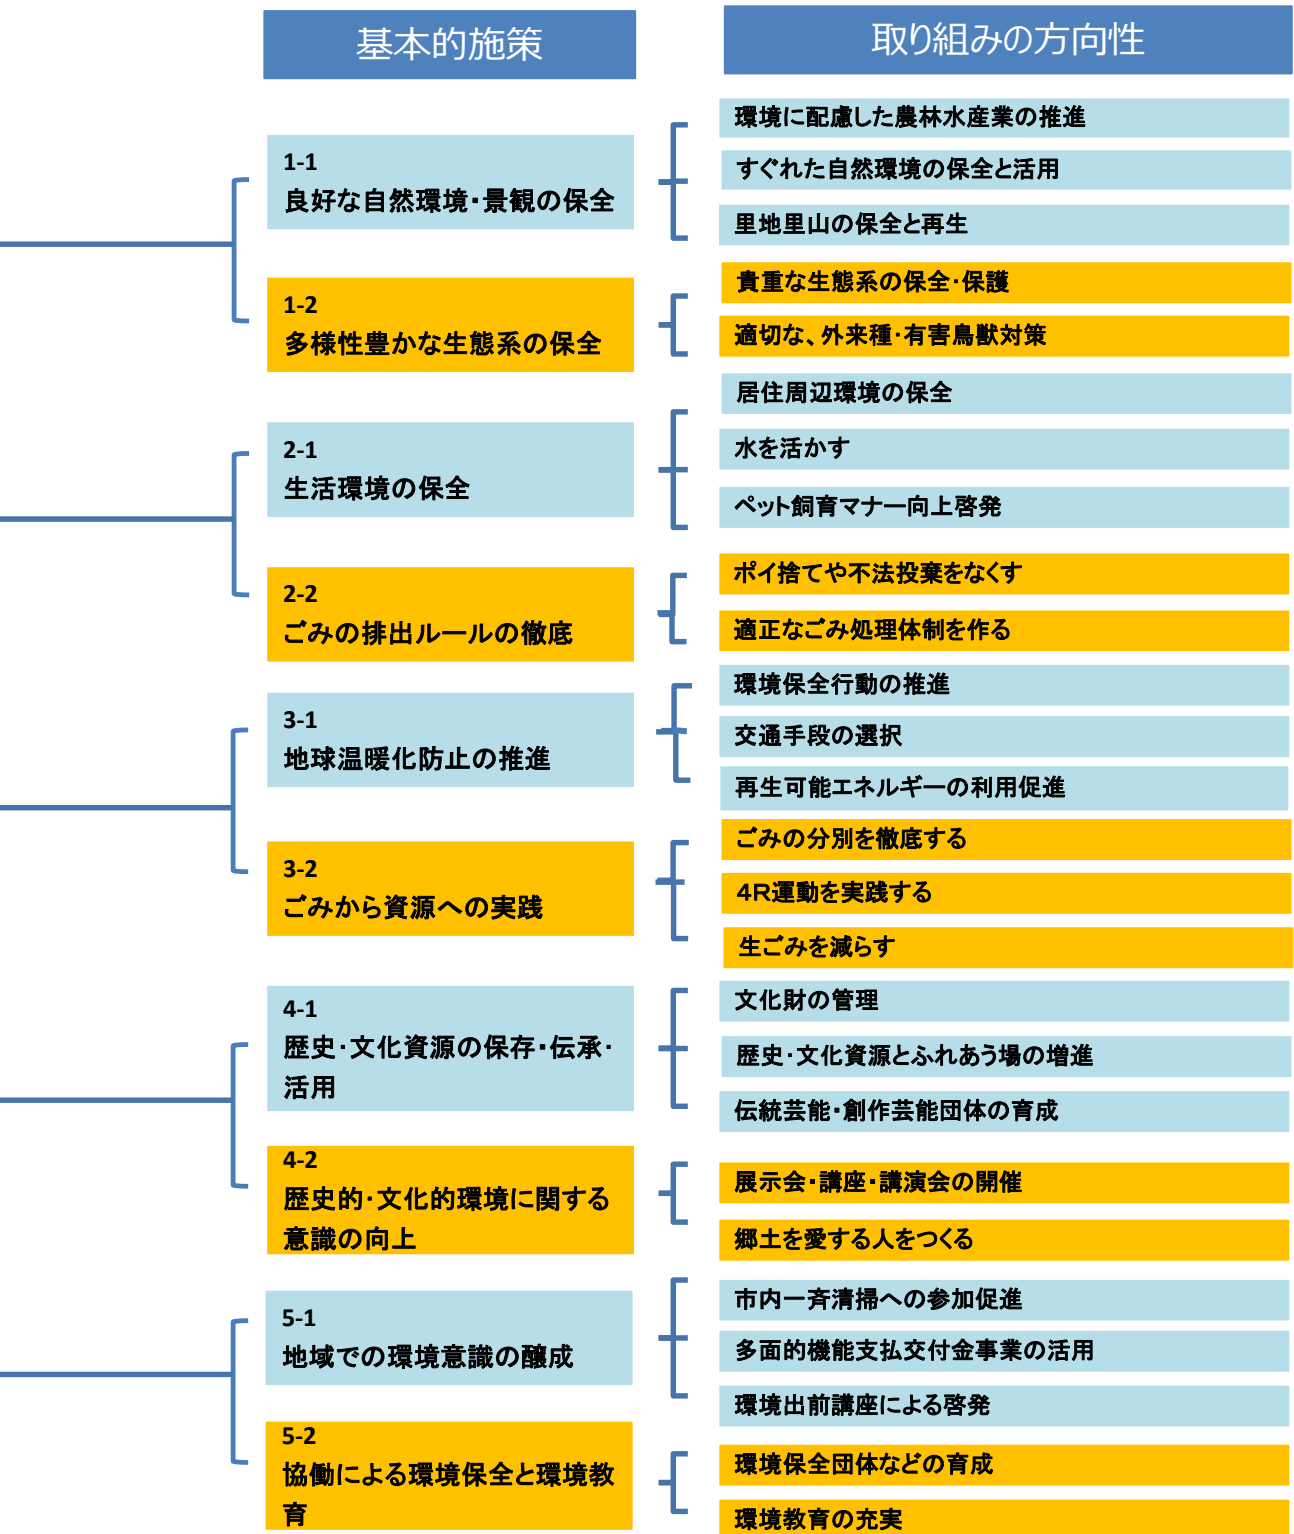 基本的施策
取り組みの方向性
1-1
良好な自然環境・景観の保全
環境に配慮した農林水産業の推進
すぐれた自然環境の保全と活用
里地里山の保全と再生
1-2
多様性豊かな生態系の保全
貴重な生態系の保全・保護
適切な、外来種・有害鳥獣対策
2-1
生活環境の保全
居住周辺環境の保全
水を活かす
ペット飼育マナー向上啓発
2-2
ごみの排出ルールの徹底
ポイ捨てや不法投棄をなくす
適正なごみ処理体制を作る
3-1
地球温暖化防止の推進
環境保全行動の推進
交通手段の選択
再生可能エネルギーの利用促進
3-2
ごみから資源への実践
ごみの分別を徹底する
4R運動を実践する
生ごみを減らす
4-1
歴史・文化資源の保存・伝承・
活用
文化財の管理
歴史・文化資源とふれあう場の増進
伝統芸能・創作芸能団体の育成
4-2
歴史的・文化的環境に関する
意識の向上
展示会・講座・講演会の開催
郷土を愛する人をつくる
5-1
地域での環境意識の醸成
市内一斉清掃への参加促進
多面的機能支払交付金事業の活用
環境出前講座による啓発
5-2
協働による環境保全と環境教
育
環境保全団体などの育成
環境教育の充実